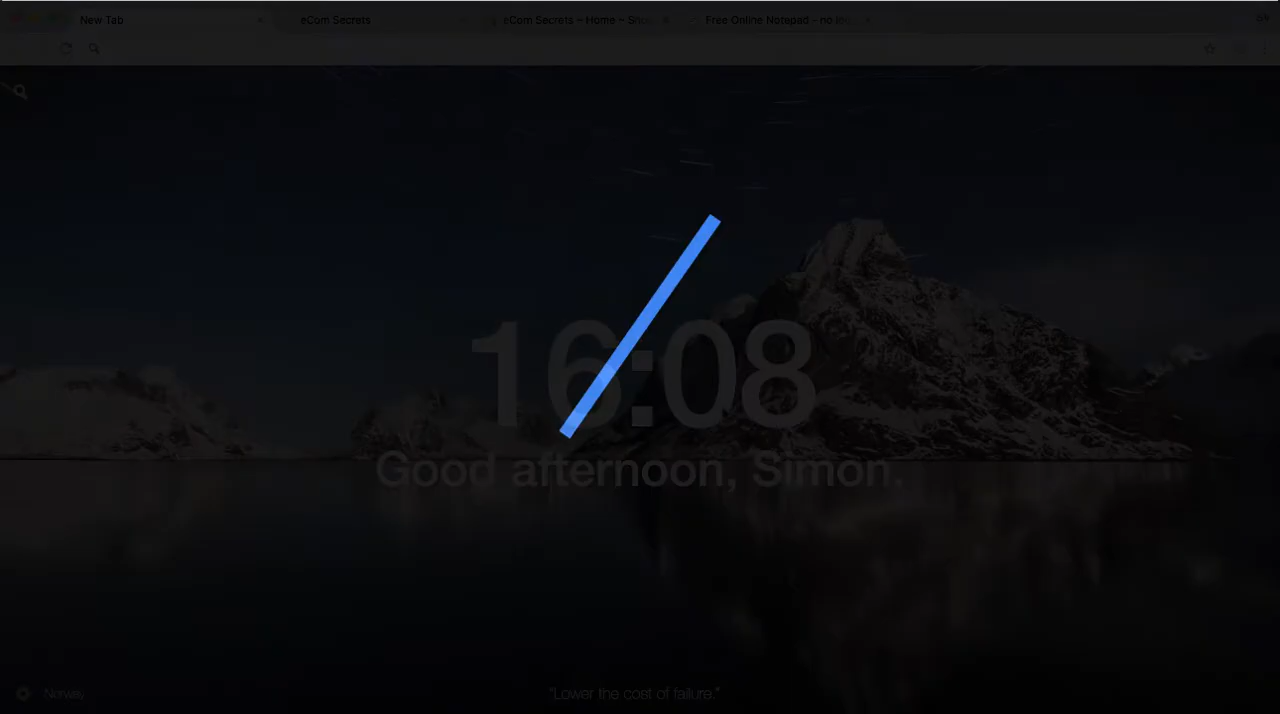 New Tab
eCom Secrets
eCom Secrets ~ Home ~ Sho
Free Online Notepad - no
16:08
Good afternoon, Simon.
Norway
"Lower the cost of failure."